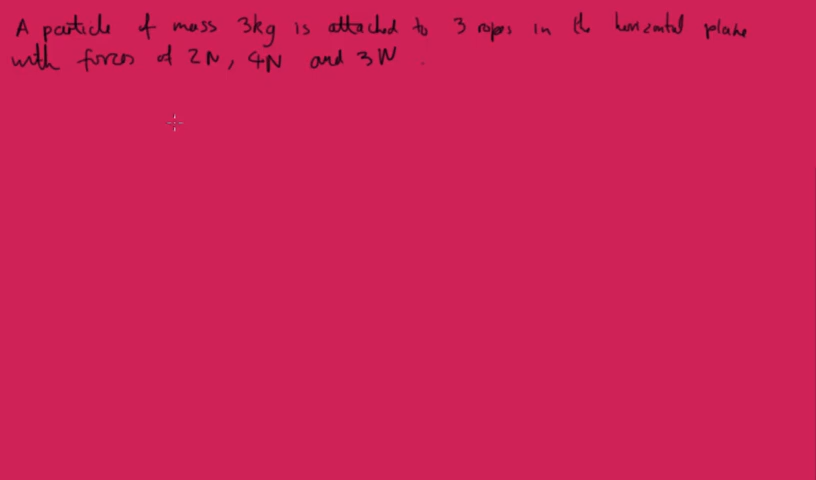 A particle of mass 3kg is attached to 3 ropes in the horizontal plane
with forces of 2N, 4N and 3N.